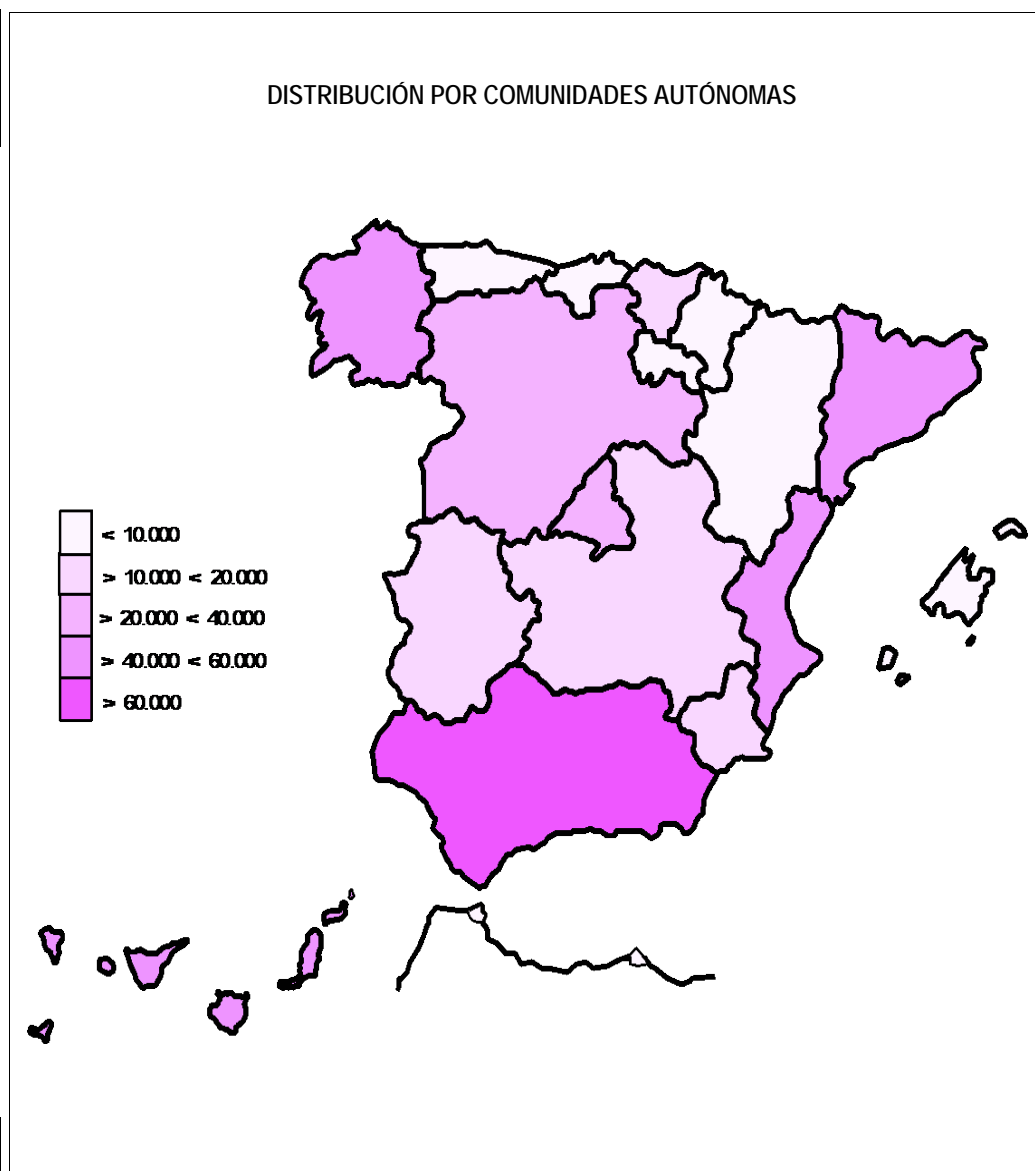 DISTRIBUCIÓN POR COMUNIDADES AUTÓNOMAS
< 10.000
> 10.000 < 20.000
> 20.000 < 40.000
> 40.000 < 60.000
> 60.000